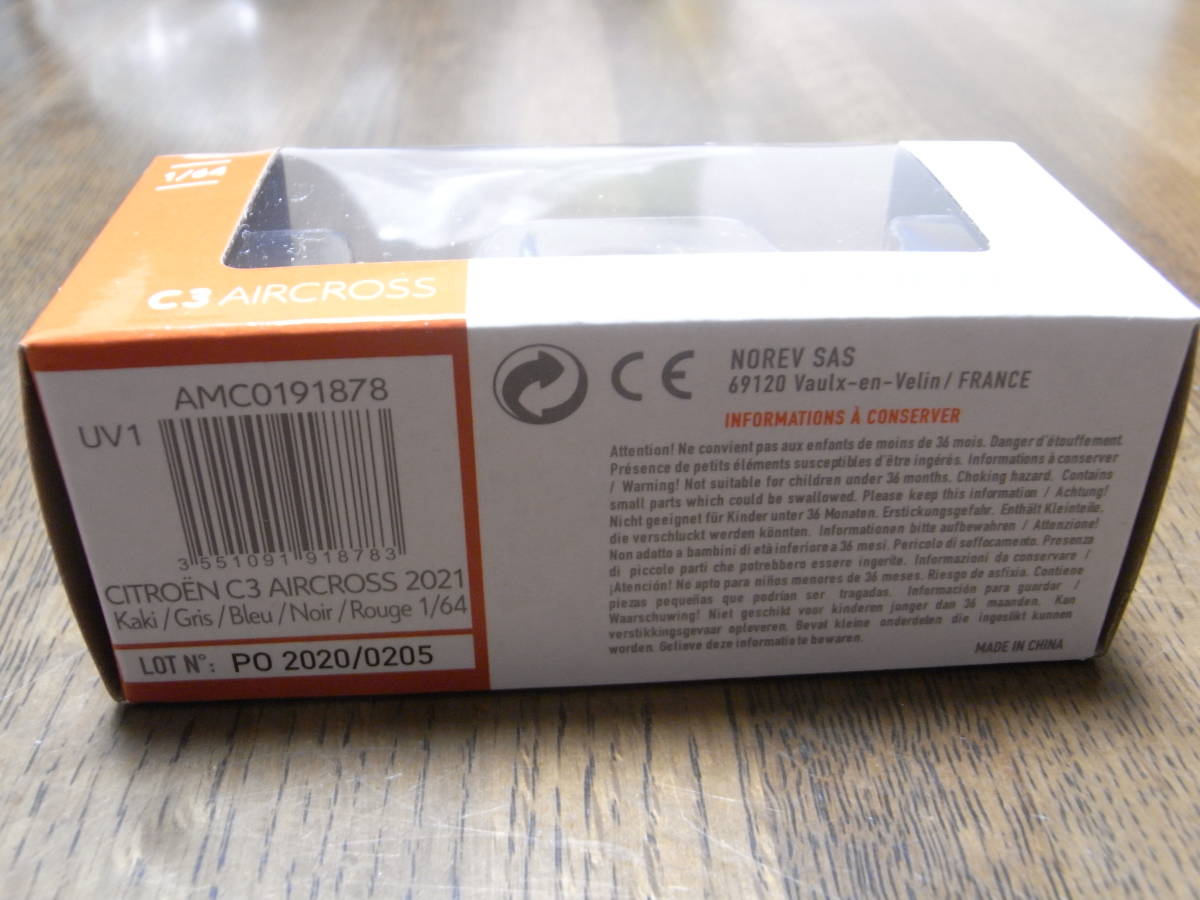 1/64
C3 AIRCROSS
AMC0191878
UV1
3 551091 918783
CITROËN C3 AIRCROSS 2021
Kaki / Gris / Bleu / Noir / Rouge 1/64
LOT N°: PO 2020/0205
CE
NOREV SAS
69120 Vaulx-en-Velin / FRANCE
INFORMATIONS À CONSERVER
Attention! Ne convient pas aux enfants de moins de 36 mois. Danger d'étouffement
Présence de petits éléments susceptibles d'être ingérés. Informations à conserver
/ Warning! Not suitable for children under 36 months. Choking hazard. Contains
small parts which could be swallowed. Please keep this information / Achtung!
Nicht geeignet für Kinder unter 36 Monaten. Erstickungsgefahr. Enthält Kleinteile,
die verschluckt werden könnten. Informationen bitte aufbewahren / Attenzione!
Non adatto a bambini di età inferiore a 36 mesi. Pericolo di soffocamento. Presenza
di piccole parti che potrebbero essere ingerite. Informazioni da conservare /
¡Atención! No apto para niños menores de 36 meses. Riesgo de asfixia. Contiene
piezas pequeñas que podrían ser tragadas. Información para guardar /
Waarschuwing! Niet geschikt voor kinderen jonger dan 36 maanden. Kan
verstikkingsgevaar opleveren. Bevat kleine onderdelen die ingeslikt kunnen
worden. Gelieve deze informatie te bewaren.
MADE IN CHINA